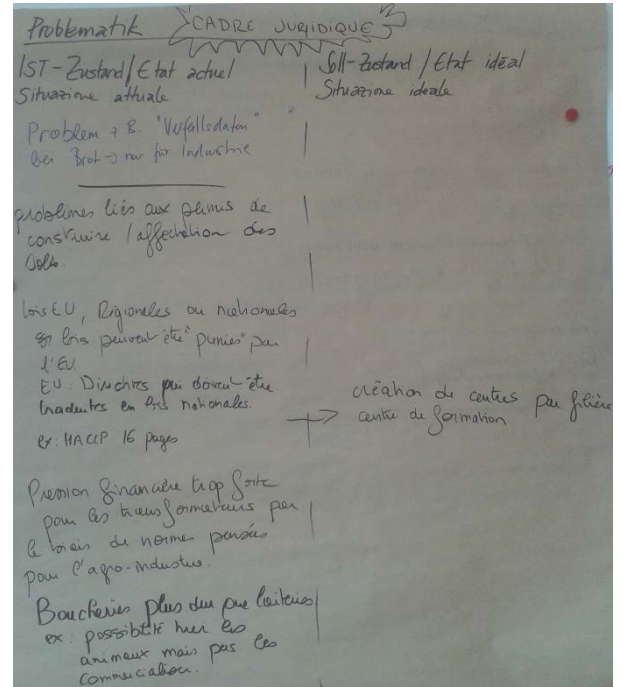 Problematik CADRE JURIDIQUE
IST-Zustand/Etat actuel
Situazione attuale
Soll-Zustand/Etat idéal
Situazione ideale
Problem z.B. "Verfallsdaten"
bei Brot → nur für Industrie
problèmes liés aux permis de
construire / affectation des
lois EU, Régionales ou nationales
lois peuvent être "punies" par
l'EU.
EU: Directives qui doivent être
traduites en lois nationales.
ex: HACCP 16 pages
création de centres par filière
centre de formation
Pression financière trop forte
pour les transformateurs par
le biais de normes pensées
pour l'agro-industrie.
Boucheries plus dur que laiteries
ex: possibilité tuer les
animaux mais pas les
commercialiser.